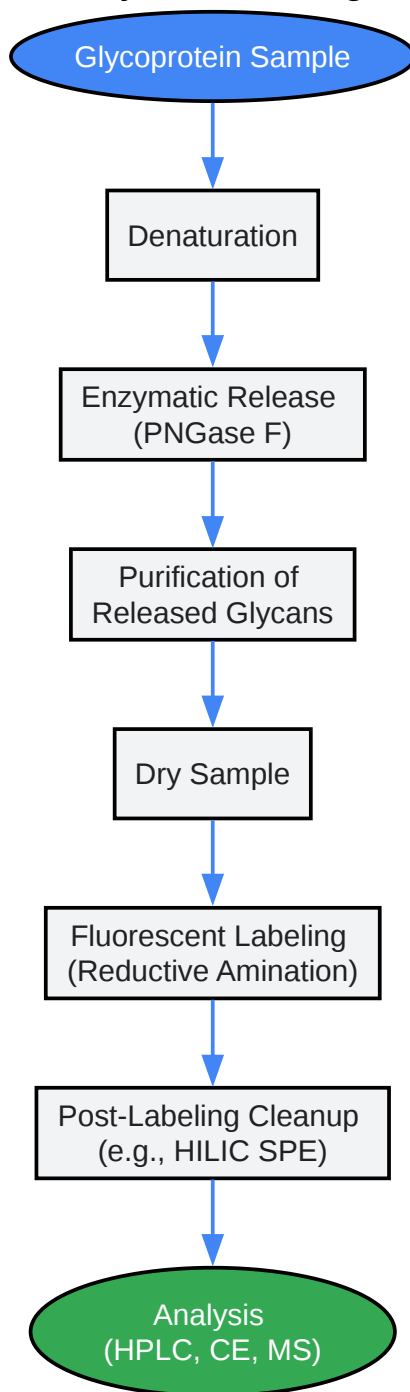 Glycoprotein Sample
Denaturation
Enzymatic Release
(PNGase F)
Purification of
Released Glycans
Dry Sample
Fluorescent Labeling
(Reductive Amination)
Post-Labeling Cleanup
(e.g., HILIC SPE)
Analysis
(HPLC, CE, MS)